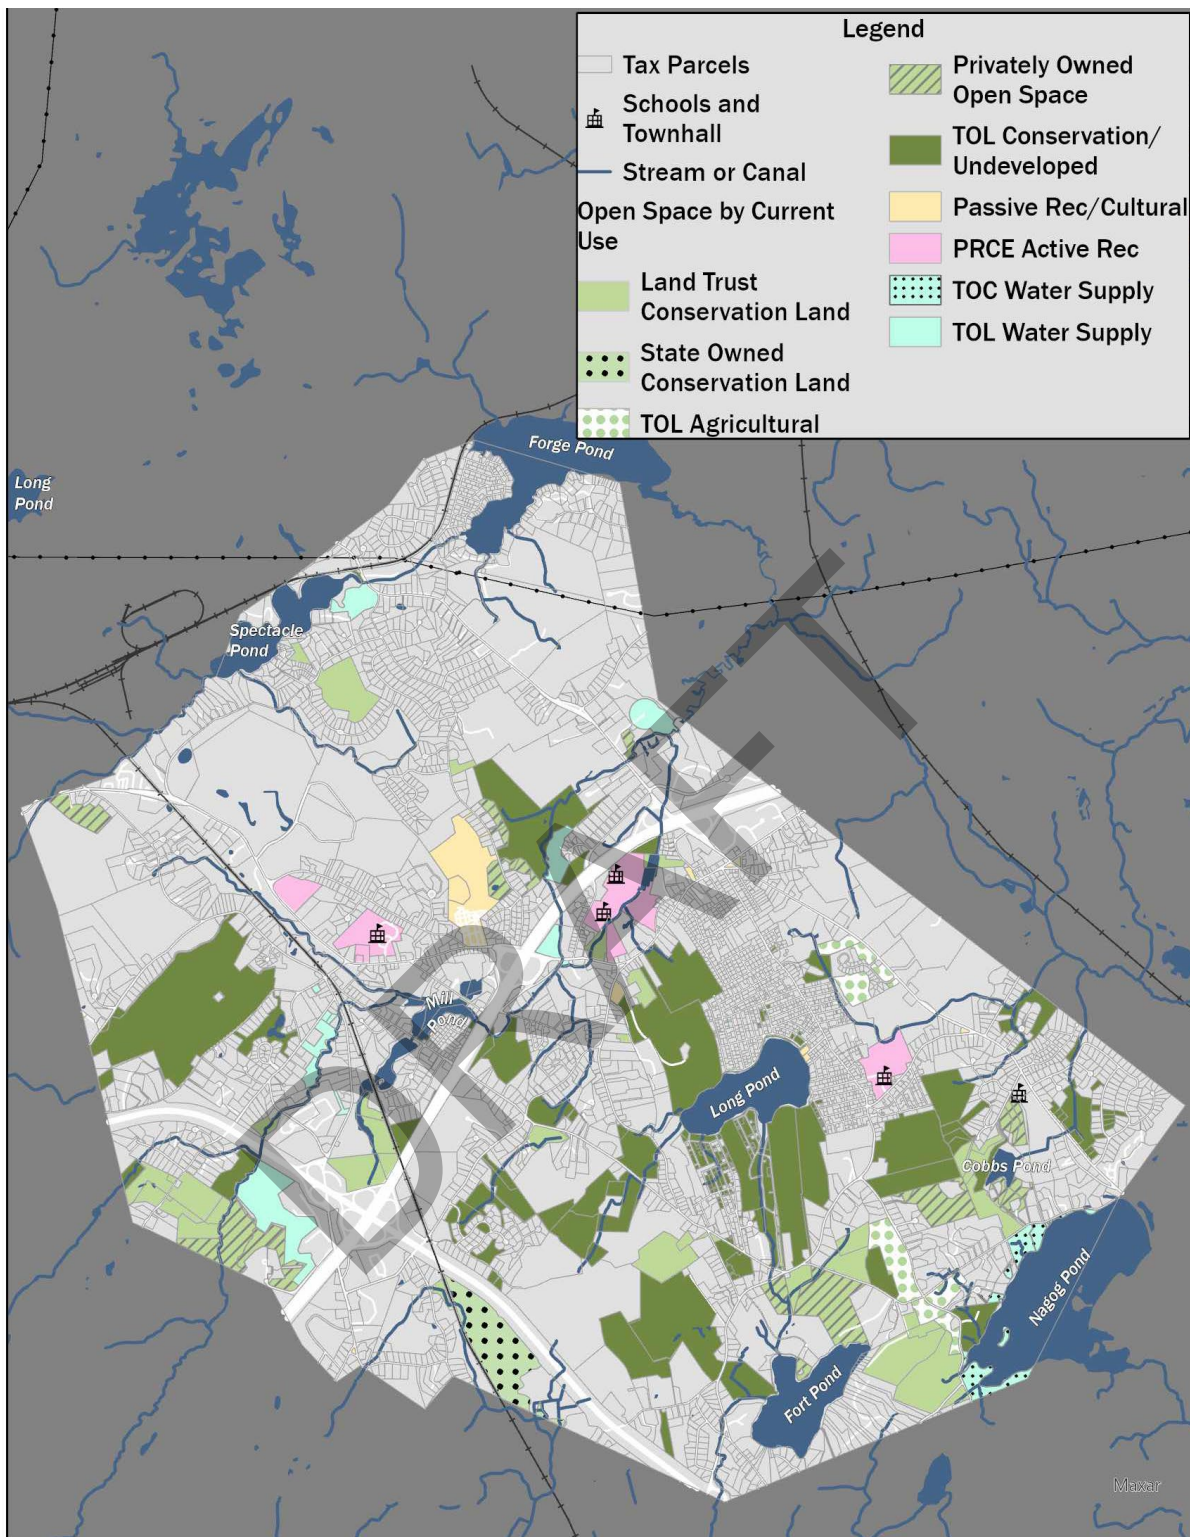 Legend
Tax Parcels
Schools and
Townhall
Stream or Canal
Open Space by Current
Use
Land Trust
Conservation Land
State Owned
Conservation Land
TOL Agricultural
Privately Owned
Open Space
TOL Conservation/
Undeveloped
Passive Rec/Cultural
PRCE Active Rec
TOC Water Supply
TOL Water Supply
Forge Pond
Long
Pond
Spectacle
Pond
Mill
Pond
Long Pond
Cobbs Pond
Nagog Pond
Fort Pond
DRAFT
Maxar